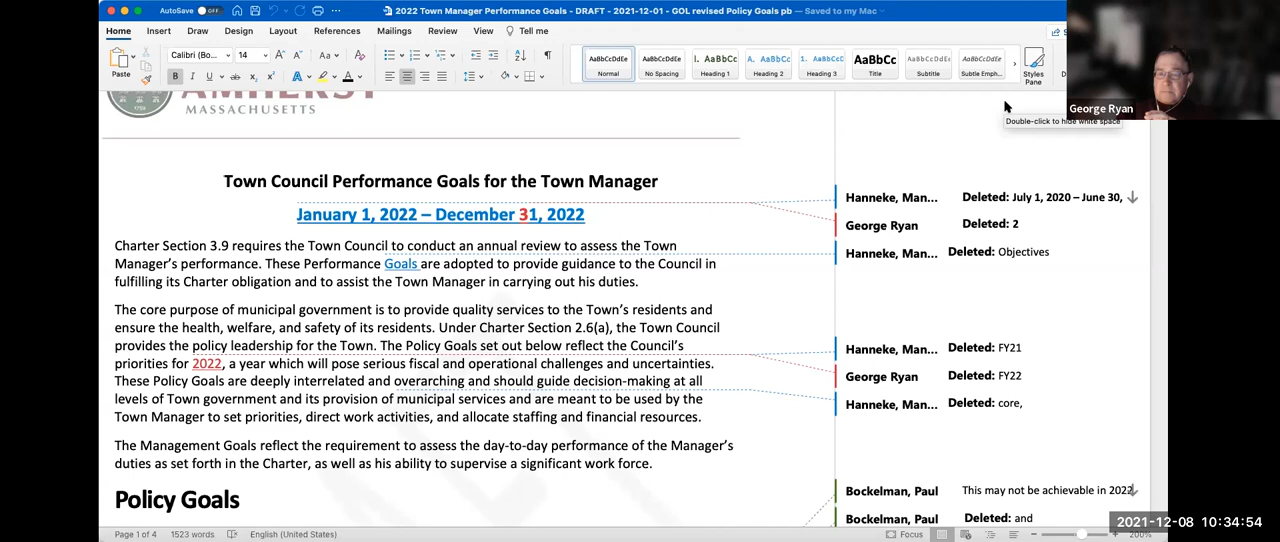 AutoSave OFF 2022 Town Manager Performance Goals - DRAFT - 2021-12-01 - GOL revised Policy Goals pb — Saved to my Mac
Home Insert Draw Design Layout References Mailings Review View Tell me
Paste
Calibri (Bo... 14
B I U ab
AaBbCcDdEe AaBbCcDdEe I. AaBbCc A. AaBbCc 1. AaBbCcD AaBbCc AaBbCcDdEe AaBbCcDdEe
Normal No Spacing Heading 1 Heading 2 Heading 3 Title Subtitle Subtle Emph...
Styles
Pane
George Ryan
Double-click to hide white space
AMHERST
MASSACHUSETTS
Town Council Performance Goals for the Town Manager
January 1, 2022 – December 31, 2022
Charter Section 3.9 requires the Town Council to conduct an annual review to assess the Town
Manager's performance. These Performance Goals are adopted to provide guidance to the Council in
fulfilling its Charter obligation and to assist the Town Manager in carrying out his duties.
The core purpose of municipal government is to provide quality services to the Town's residents and
ensure the health, welfare, and safety of its residents. Under Charter Section 2.6(a), the Town Council
provides the policy leadership for the Town. The Policy Goals set out below reflect the Council's
priorities for 2022, a year which will pose serious fiscal and operational challenges and uncertainties.
These Policy Goals are deeply interrelated and overarching and should guide decision-making at all
levels of Town government and its provision of municipal services and are meant to be used by the
Town Manager to set priorities, direct work activities, and allocate staffing and financial resources.
The Management Goals reflect the requirement to assess the day-to-day performance of the Manager's
duties as set forth in the Charter, as well as his ability to supervise a significant work force.
Policy Goals
Hanneke, Man... Deleted: July 1, 2020 – June 30,
George Ryan Deleted: 2
Hanneke, Man... Deleted: Objectives
Hanneke, Man... Deleted: FY21
George Ryan Deleted: FY22
Hanneke, Man... Deleted: core,
Bockelman, Paul This may not be achievable in 2022
Bockelman, Paul Deleted: and
2021-12-08 10:34:54
Page 1 of 4 1523 words English (United States) Focus 200%